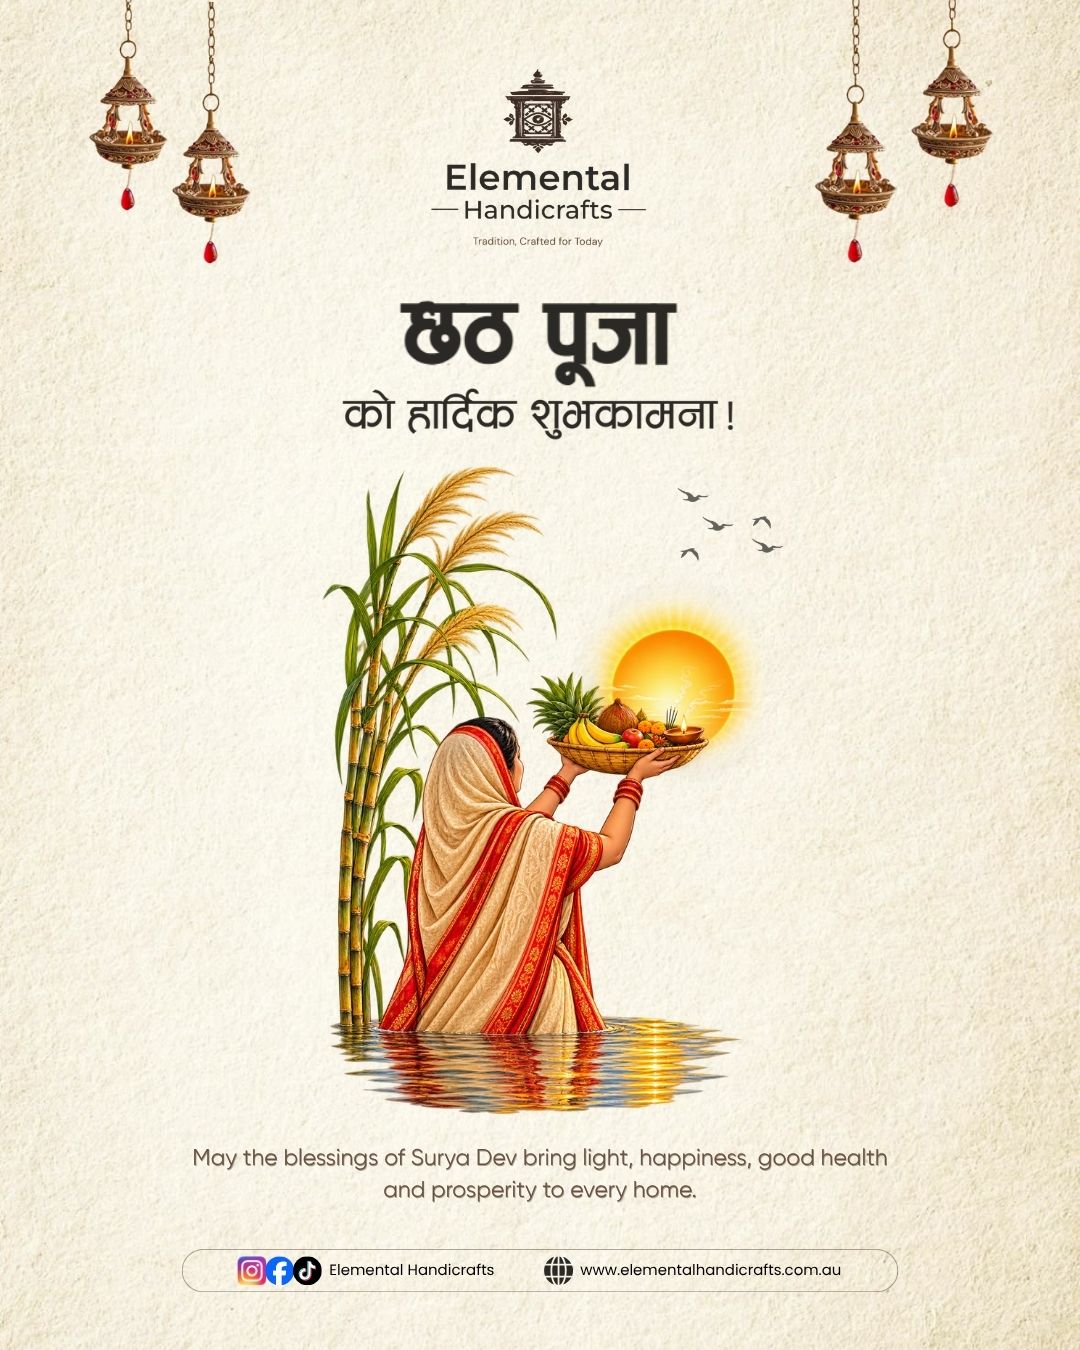 Elemental
Handicrafts
Tradition, Crafted for Today
छठ पूजा
को हार्दिक शुभकामना !
May the blessings of Surya Dev bring light, happiness, good health
and prosperity to every home.
Elemental Handicrafts
www.elementalhandicrafts.com.au